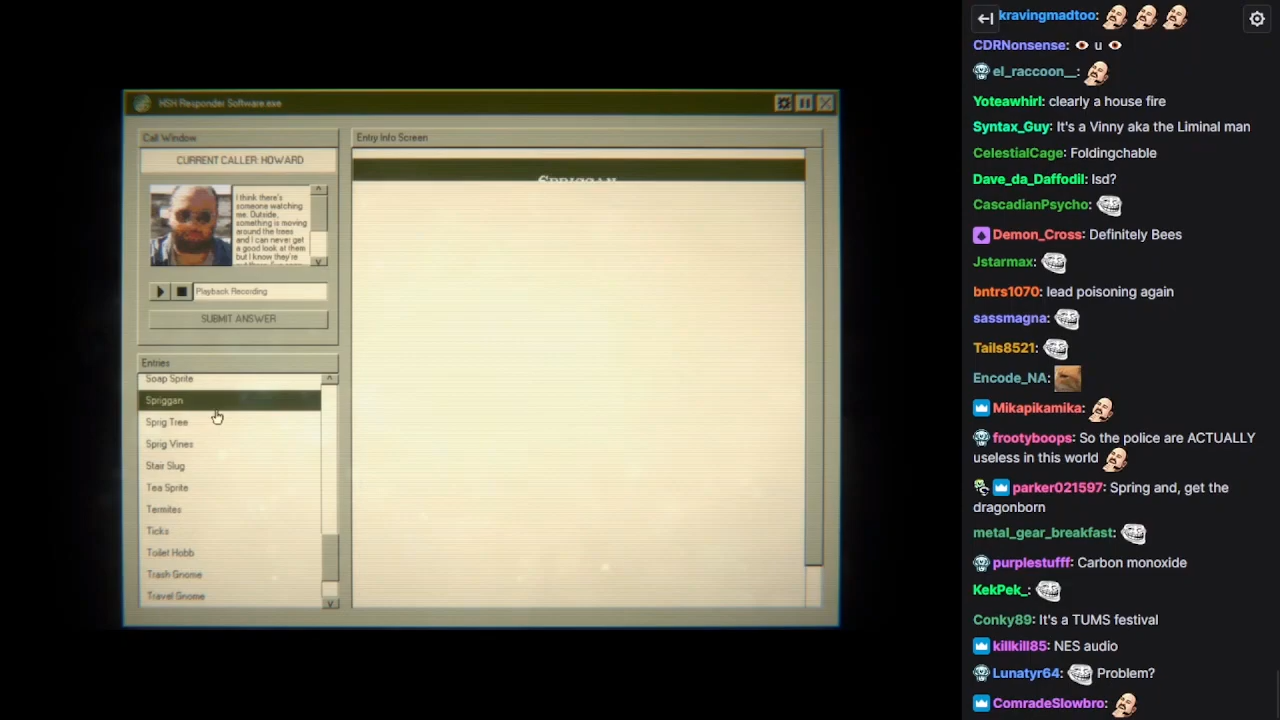 HSH Responder Software.exe
Call Window
CURRENT CALLER: HOWARD
I think there's
someone watching
me. Outside,
something is moving
around the trees
and I can never get
a good look at them
but I know they're
Playback Recording
SUBMIT ANSWER
Entries
Soap Sprite
Spriggan
Sprig Tree
Sprig Vines
Stair Slug
Tea Sprite
Termites
Ticks
Toilet Hobb
Trash Gnome
Travel Gnome
Entry Info Screen
Spriggan
kravingmadtoo:
CDRNonsense: u
el_raccoon__:
Yoteawhirl: clearly a house fire
Syntax_Guy: It's a Vinny aka the Liminal man
CelestialCage: Foldingchable
Dave_da_Daffodil: lsd?
CascadianPsycho:
Demon_Cross: Definitely Bees
Jstarmax:
bntrs1070: lead poisoning again
sassmagna:
Tails8521:
Encode_NA:
Mikapikamika:
frootyboops: So the police are ACTUALLY
useless in this world
parker021597: Spring and, get the
dragonborn
metal_gear_breakfast:
purplestufff: Carbon monoxide
KekPek_:
Conky89: It's a TUMS festival
killkill85: NES audio
Lunatyr64: Problem?
ComradeSlowbro: